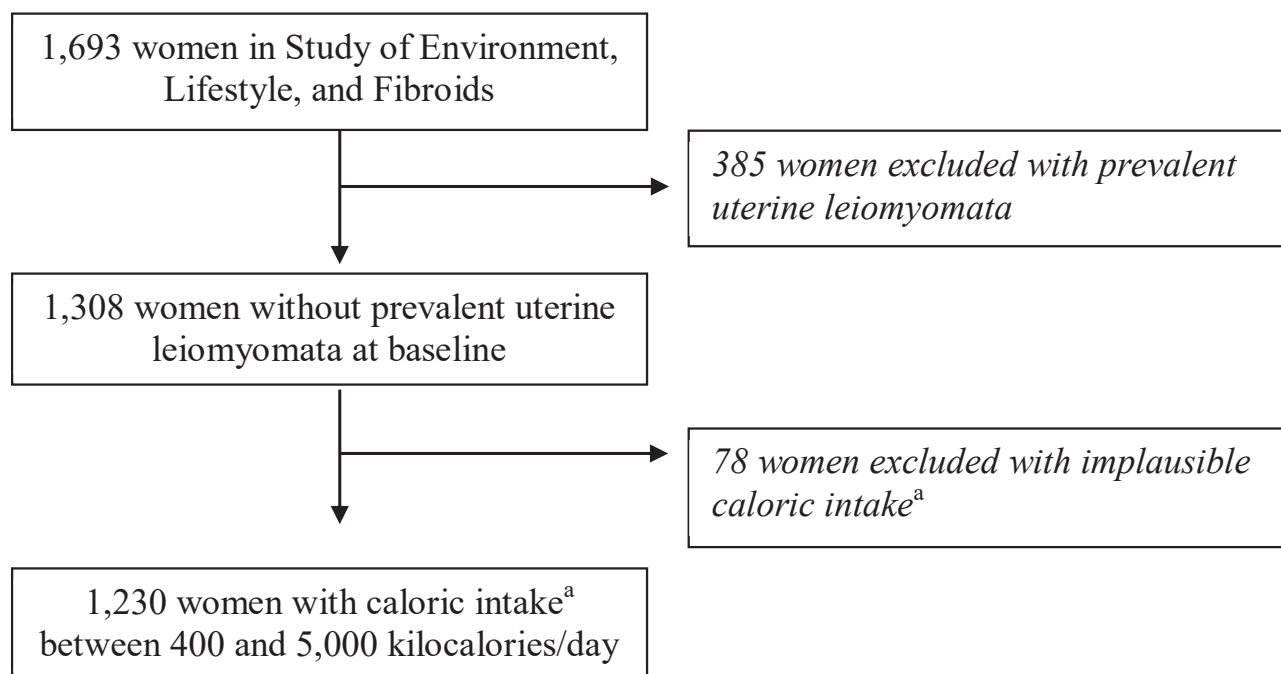 1,693 women in Study of Environment,
Lifestyle, and Fibroids
385 women excluded with prevalent
uterine leiomyomata
1,308 women without prevalent uterine
leiomyomata at baseline
78 women excluded with implausible
caloric intakeᵃ
1,230 women with caloric intakeᵃ
between 400 and 5,000 kilocalories/day